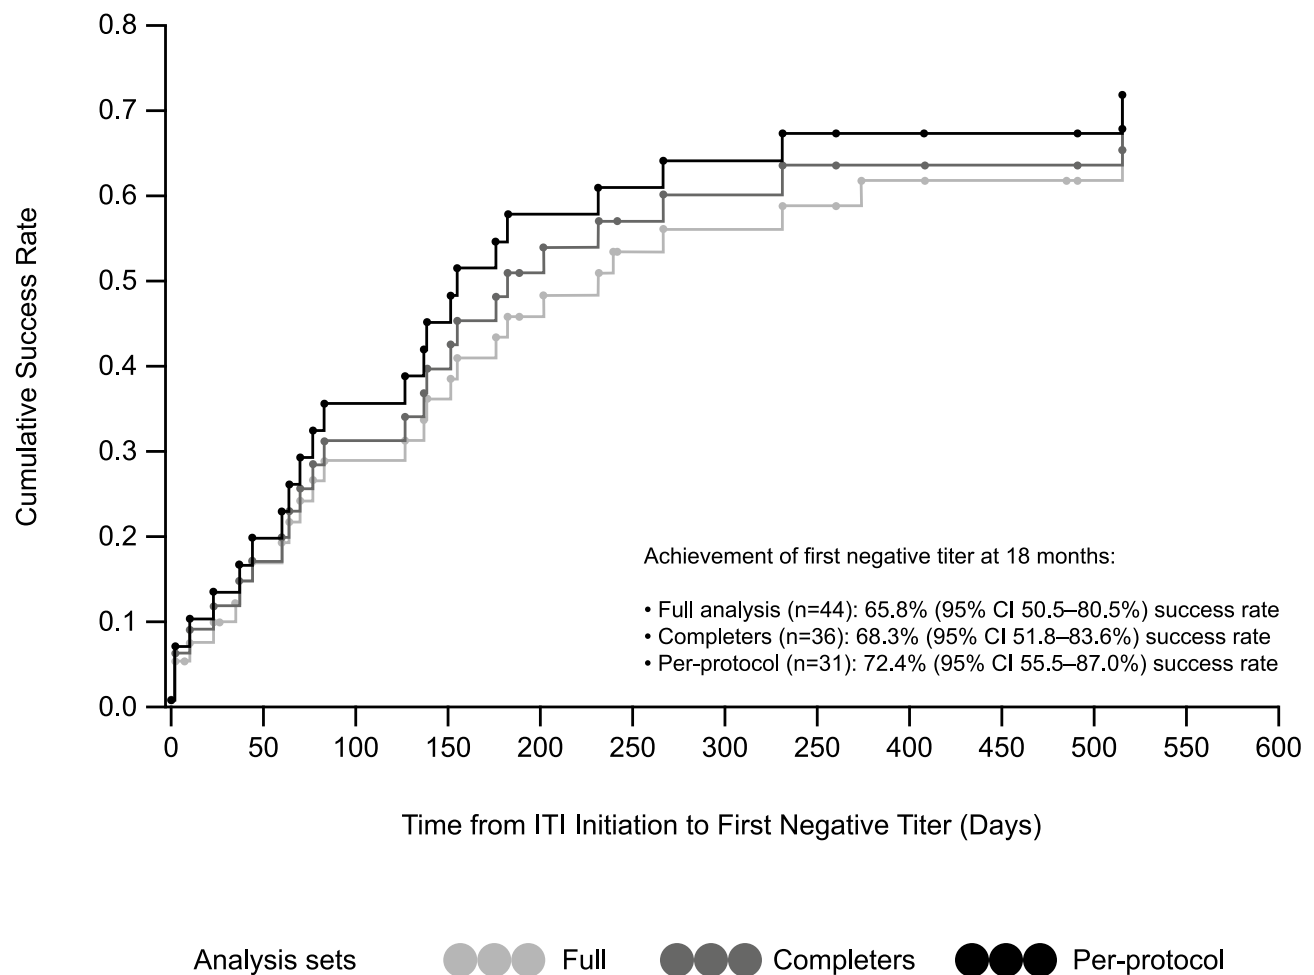 0.8
0.7
0.6
0.5
0.4
0.3
0.2
0.1
0.0
Cumulative Success Rate
Achievement of first negative titer at 18 months:
• Full analysis (n=44): 65.8% (95% CI 50.5–80.5%) success rate
• Completers (n=36): 68.3% (95% CI 51.8–83.6%) success rate
• Per-protocol (n=31): 72.4% (95% CI 55.5–87.0%) success rate
0 50 100 150 200 250 300 250 400 450 500 550 600
Time from ITI Initiation to First Negative Titer (Days)
Analysis sets Full Completers Per-protocol